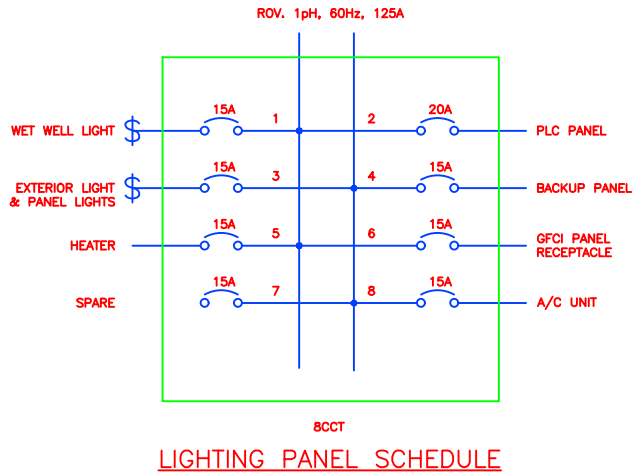 ROV. 1pH, 60Hz, 125A
WET WELL LIGHT $ 15A 1 2 20A PLC PANEL
EXTERIOR LIGHT
& PANEL LIGHTS $ 15A 3 4 15A BACKUP PANEL
HEATER 15A 5 6 15A GFCI PANEL
RECEPTACLE
SPARE 15A 7 8 15A A/C UNIT
8CCT
LIGHTING PANEL SCHEDULE